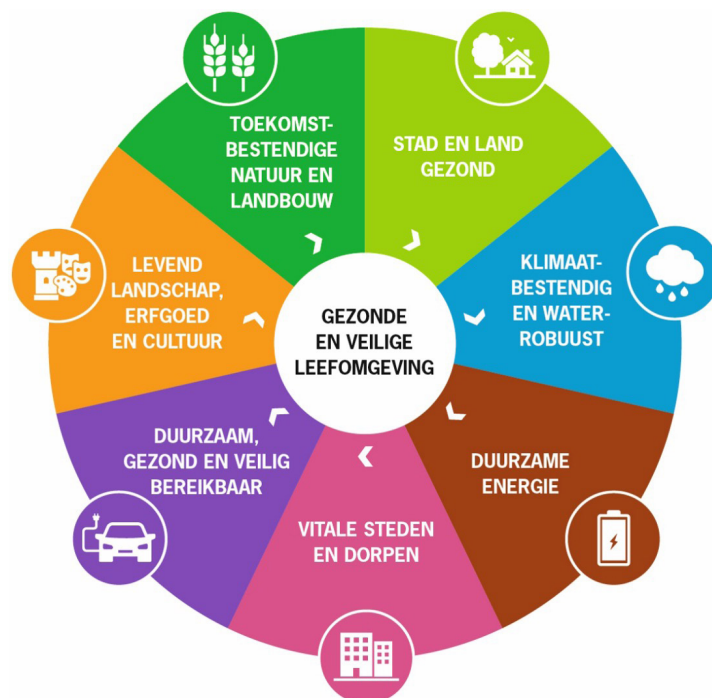 TOEKOMST-
BESTENDIGE
NATUUR EN
LANDBOUW
STAD EN LAND
GEZOND
KLIMAAT-
BESTENDIG
EN WATER-
ROBUUST
DUURZAME
ENERGIE
VITALE STEDEN
EN DORPEN
DUURZAAM,
GEZOND EN VEILIG
BEREIKBAAR
LEVEND
LANDSCHAP,
ERFGOED
EN CULTUUR
GEZONDE
EN VEILIGE
LEEFOMGEVING